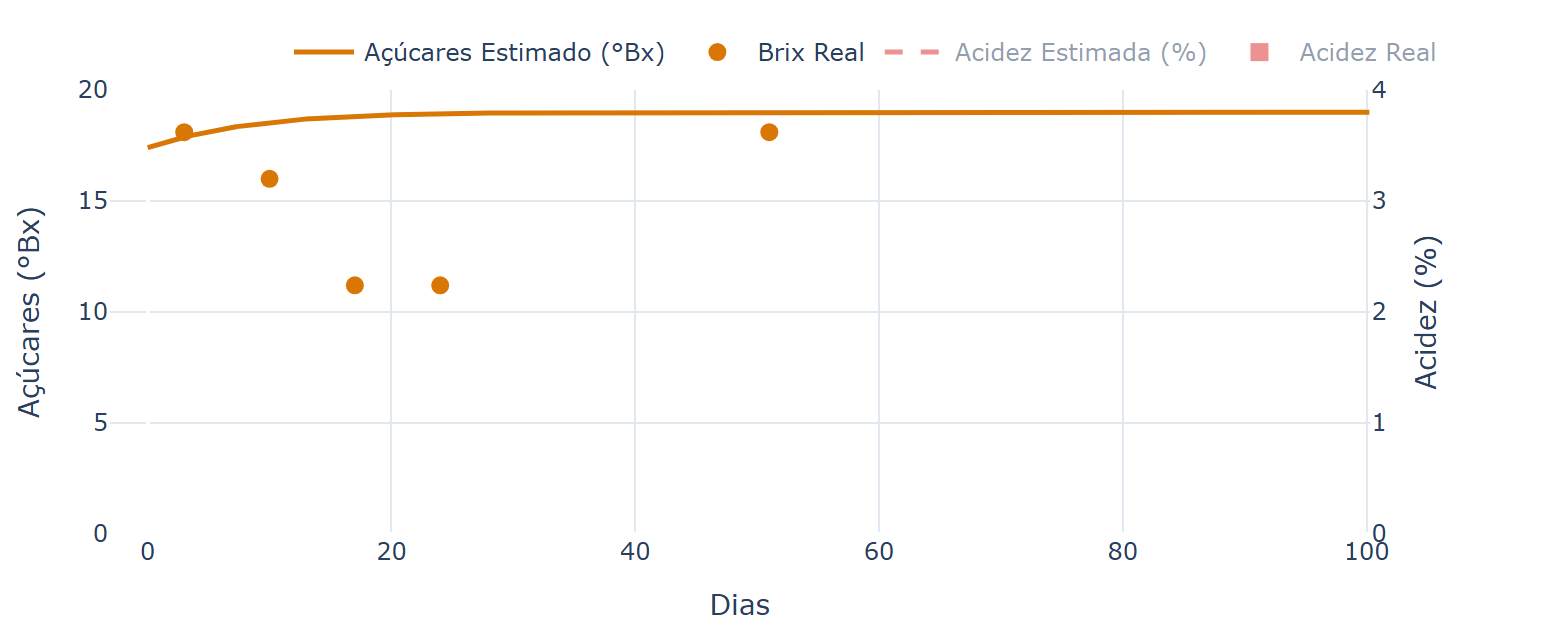 Açúcares Estimado (°Bx) Brix Real Acidez Estimada (%) Acidez Real
20 4
15 3
10 2
5 1
0 0
0 20 40 60 80 100
Dias
Açúcares (°Bx)
Acidez (%)